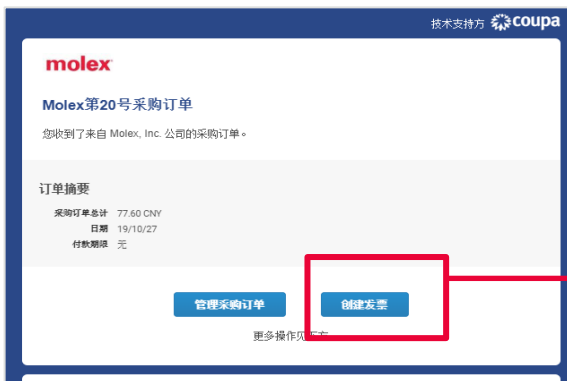 技术支持方 coupa
molex
Molex第20号采购订单
您收到了来自 Molex, Inc. 公司的采购订单。
订单摘要
采购订单总计 77.60 CNY
日期 19/10/27
付款期限 无
管理采购订单 创建发票
更多操作见下方